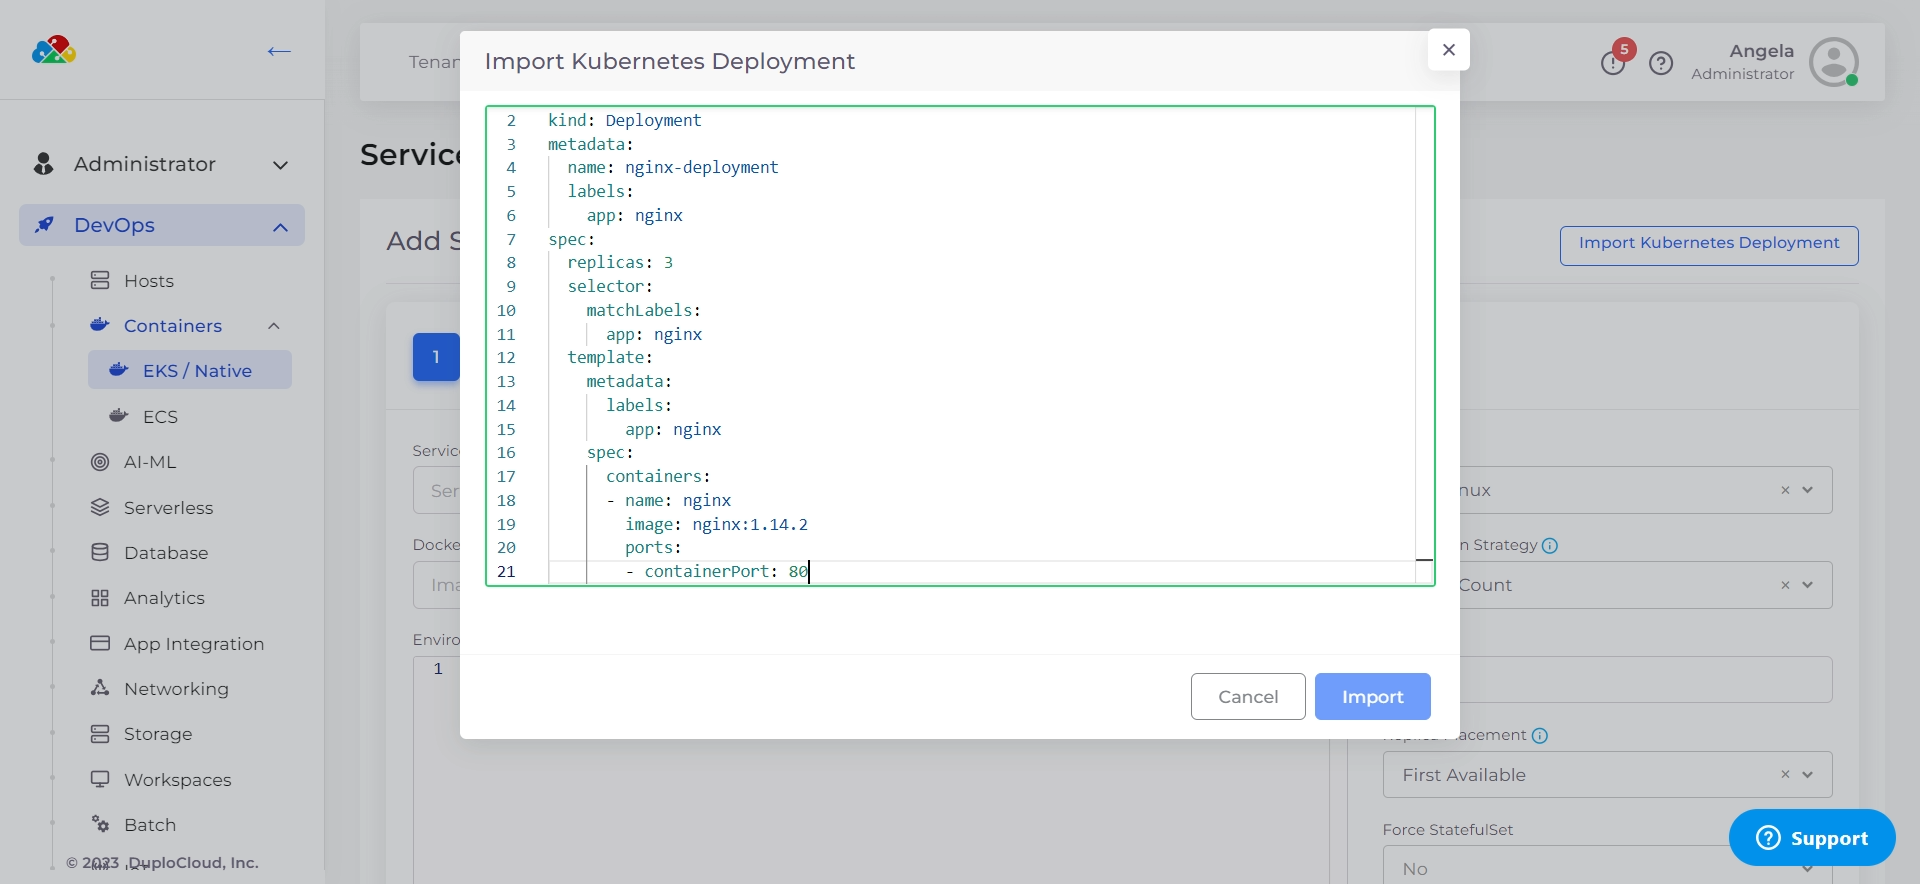 Tenan
Import Kubernetes Deployment
5
Angela
Administrator
Administrator
DevOps
Hosts
Containers
EKS / Native
ECS
AI-ML
Serverless
Database
Analytics
App Integration
Networking
Storage
Workspaces
Batch
© 2023 DuploCloud, Inc.
Service
Add S
Import Kubernetes Deployment
1
Service
Ser
Docke
Ima
Enviro
1
2 kind: Deployment
3 metadata:
4 name: nginx-deployment
5 labels:
6 app: nginx
7 spec:
8 replicas: 3
9 selector:
10 matchLabels:
11 app: nginx
12 template:
13 metadata:
14 labels:
15 app: nginx
16 spec:
17 containers:
18 - name: nginx
19 image: nginx:1.14.2
20 ports:
21 - containerPort: 80
Cancel
Import
nux
n Strategy
Count
acement
First Available
Force StatefulSet
No
Support